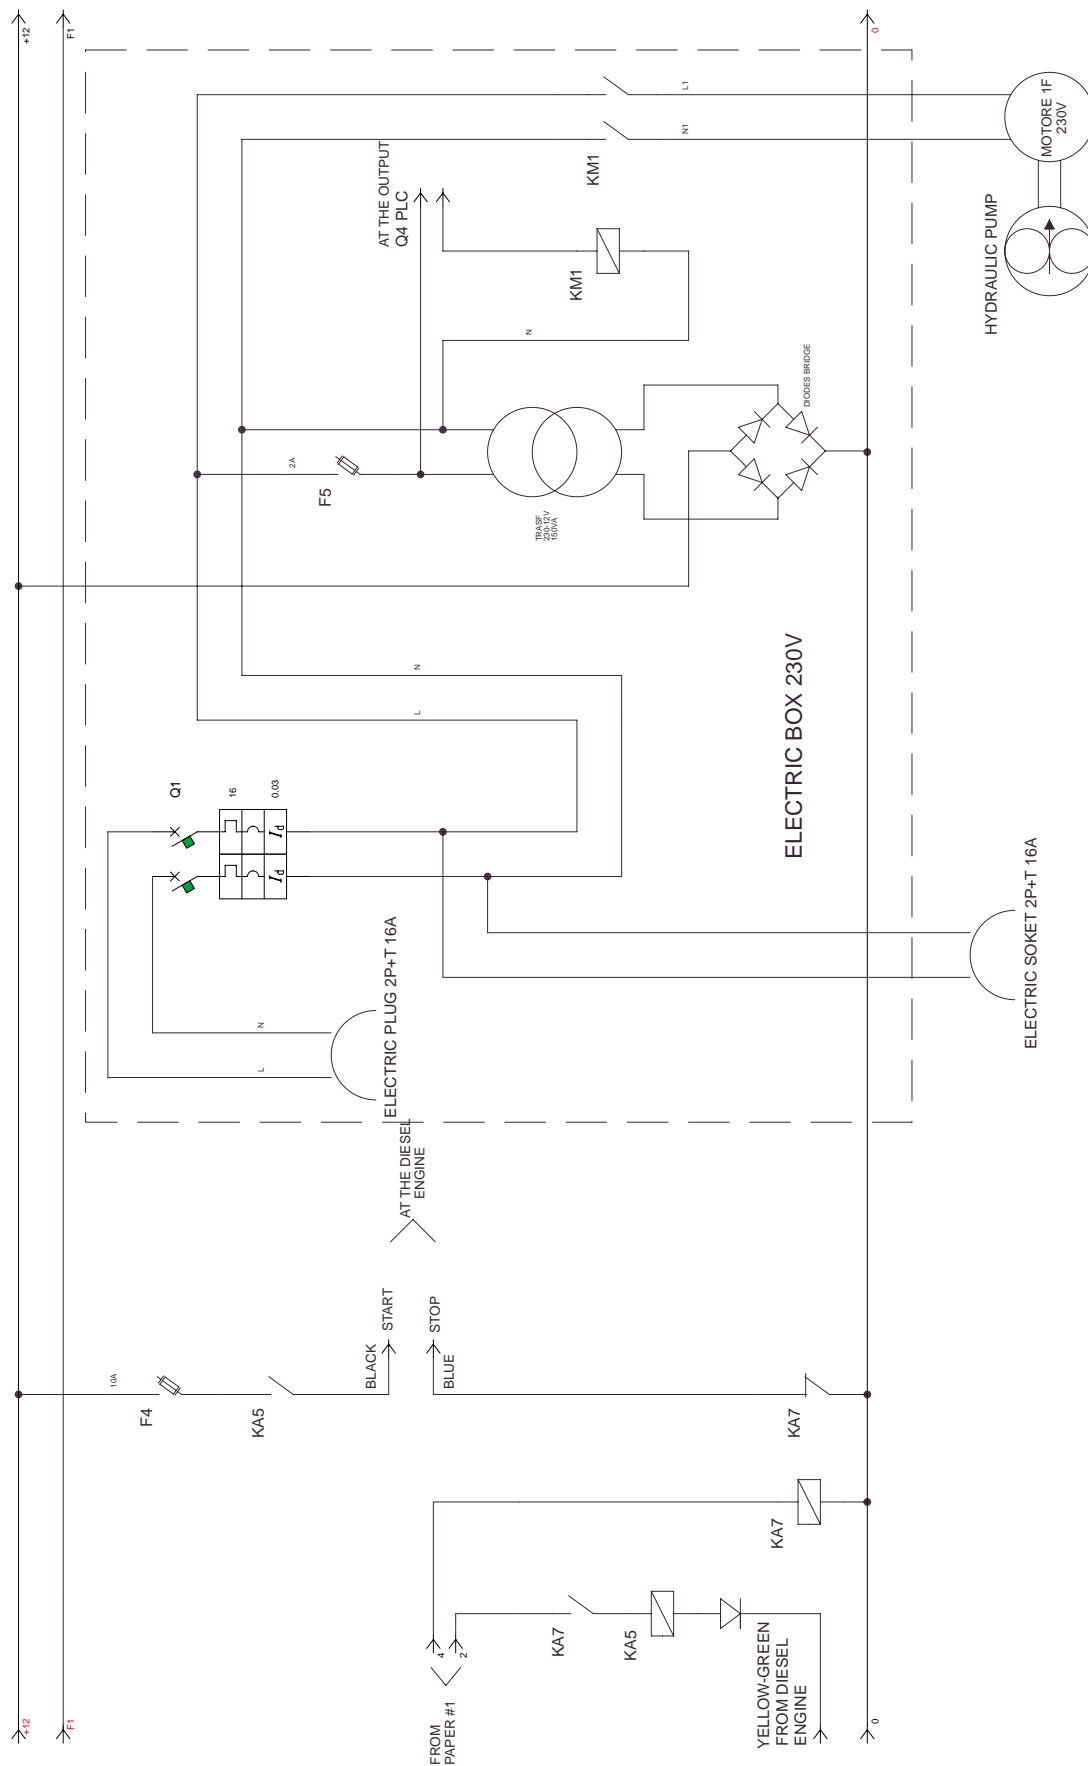 +12
F1
0
L1
N1
MOTORE 1F
230V
KM1
AT THE OUTPUT
Q4 PLC
HYDRAULIC PUMP
KM1
N
DIODES BRIDGE
2A
F5
TRASF
230-12V
150VA
N
L
ELECTRIC BOX 230V
Q1
16
0.03
Id
Id
ELECTRIC SOKET 2P+T 16A
ELECTRIC PLUG 2P+T 16A
N
L
AT THE DIESEL
ENGINE
START
STOP
BLACK
BLUE
10A
F4
KA5
KA7
KA7
KA7
KA5
4
2
FROM
PAPER #1
YELLOW-GREEN
FROM DIESEL
ENGINE
+12
F1
0